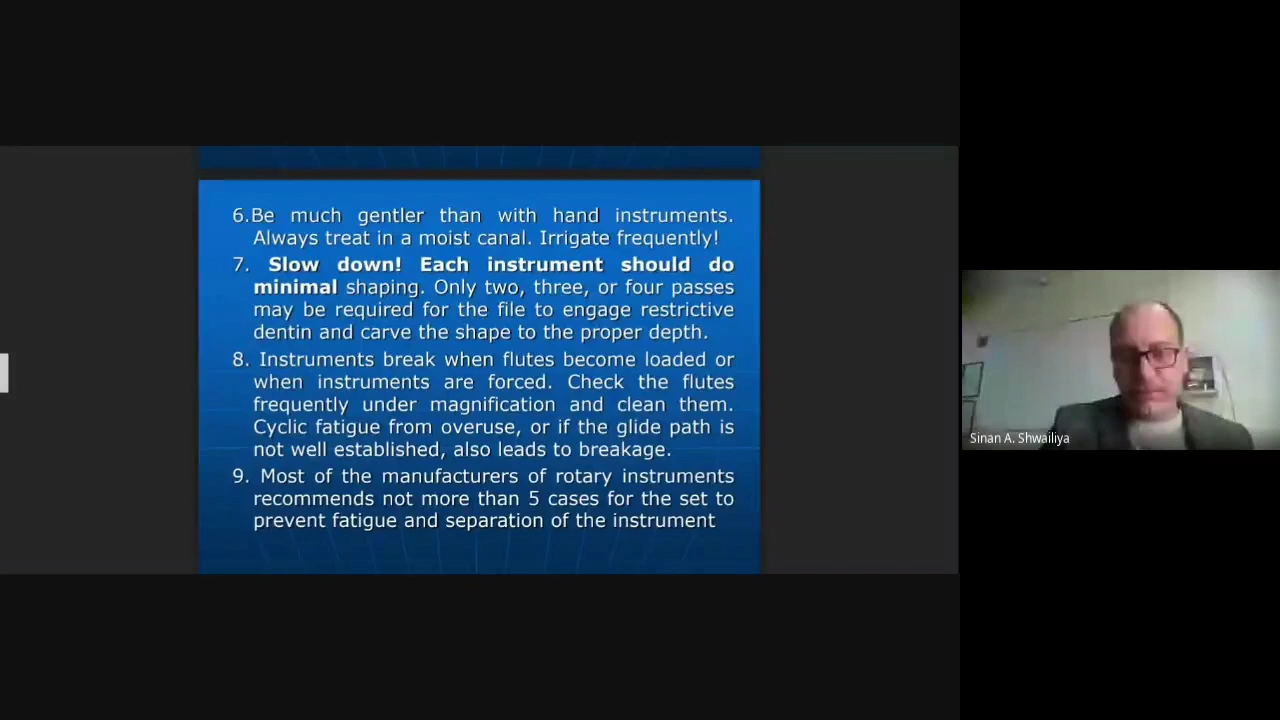 6.Be much gentler than with hand instruments.
Always treat in a moist canal. Irrigate frequently!
7. Slow down! Each instrument should do
minimal shaping. Only two, three, or four passes
may be required for the file to engage restrictive
dentin and carve the shape to the proper depth.
8. Instruments break when flutes become loaded or
when instruments are forced. Check the flutes
frequently under magnification and clean them.
Cyclic fatigue from overuse, or if the glide path is
not well established, also leads to breakage.
9. Most of the manufacturers of rotary instruments
recommends not more than 5 cases for the set to
prevent fatigue and separation of the instrument
Sinan A. Shwailiya